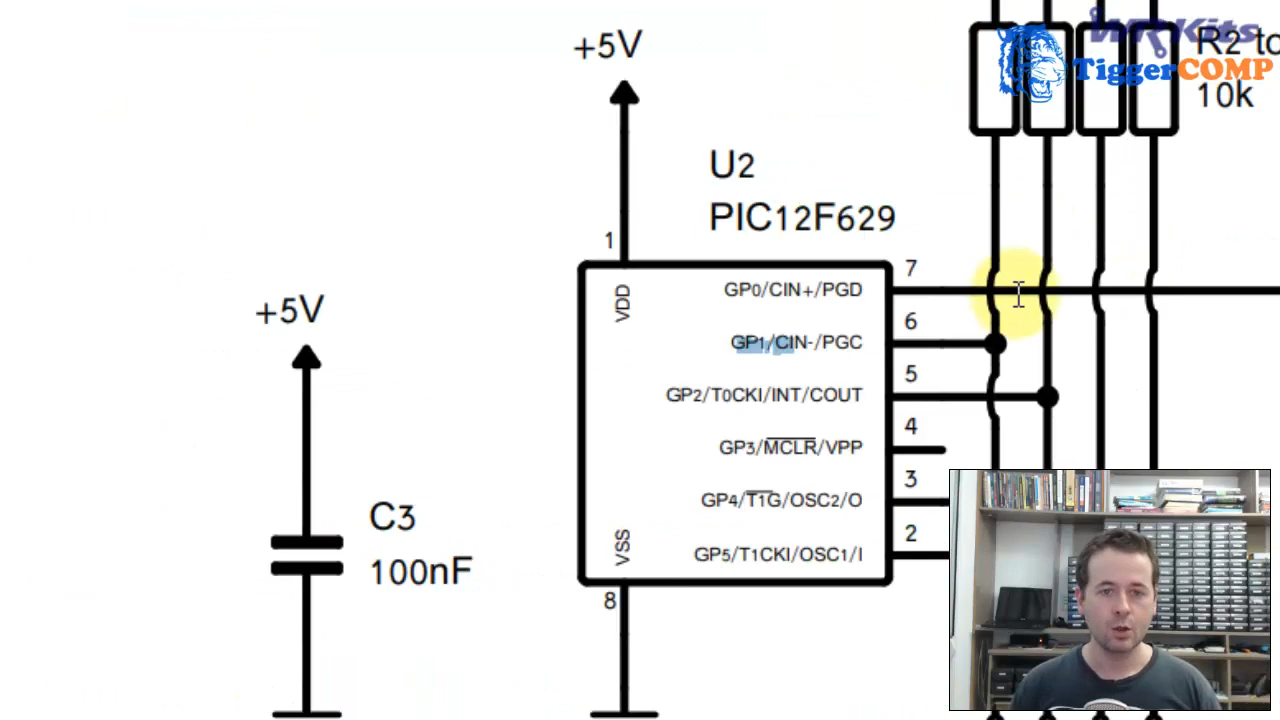 WRKits
TiggerCOMP
+5V
R2 to
10k
U2
PIC12F629
1
7
GP0/CIN+/PGD
VDD
+5V
6
GP1/CIN-/PGC
5
GP2/T0CKI/INT/COUT
4
GP3/MCLR/VPP
3
GP4/T1G/OSC2/O
C3
100nF
VSS
2
GP5/T1CKI/OSC1/I
8